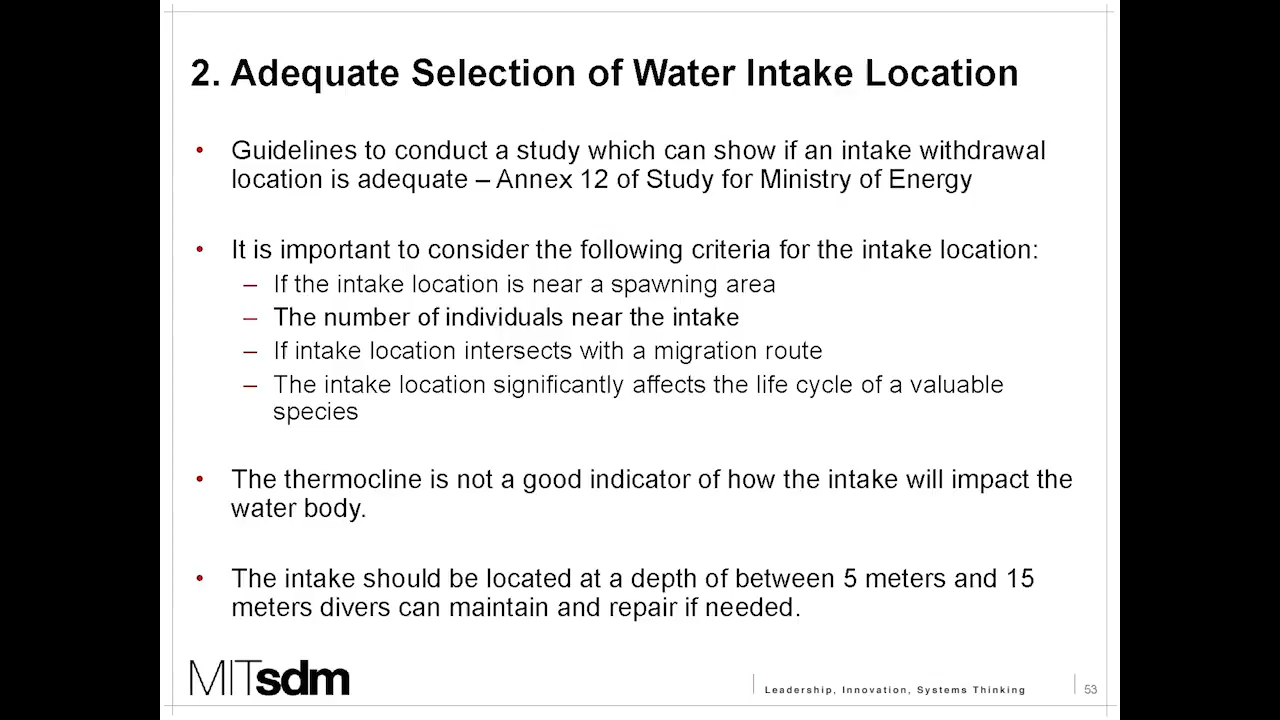 2. Adequate Selection of Water Intake Location
• Guidelines to conduct a study which can show if an intake withdrawal
location is adequate – Annex 12 of Study for Ministry of Energy
• It is important to consider the following criteria for the intake location:
– If the intake location is near a spawning area
– The number of individuals near the intake
– If intake location intersects with a migration route
– The intake location significantly affects the life cycle of a valuable
species
• The thermocline is not a good indicator of how the intake will impact the
water body.
• The intake should be located at a depth of between 5 meters and 15
meters divers can maintain and repair if needed.
MITsdm
Leadership, Innovation, Systems Thinking
53